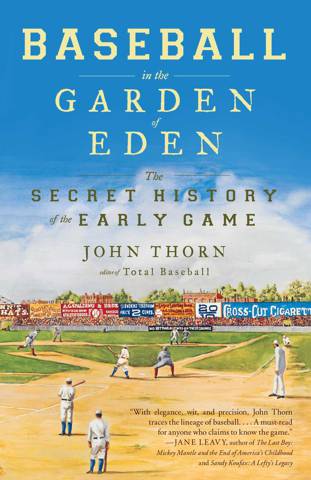 BASEBALL
in the
GARDEN
of
EDEN
The
SECRET HISTORY
of the EARLY GAME
JOHN THORN
editor of Total Baseball
CROSS-CUT CIGARETT
2 CENTS.
"With elegance, wit, and precision, John Thorn
traces the lineage of baseball. . . . A must-read
for anyone who claims to know the game."
—JANE LEAVY, author of The Last Boy:
Mickey Mantle and the End of America's Childhood
and Sandy Koufax: A Lefty's Legacy